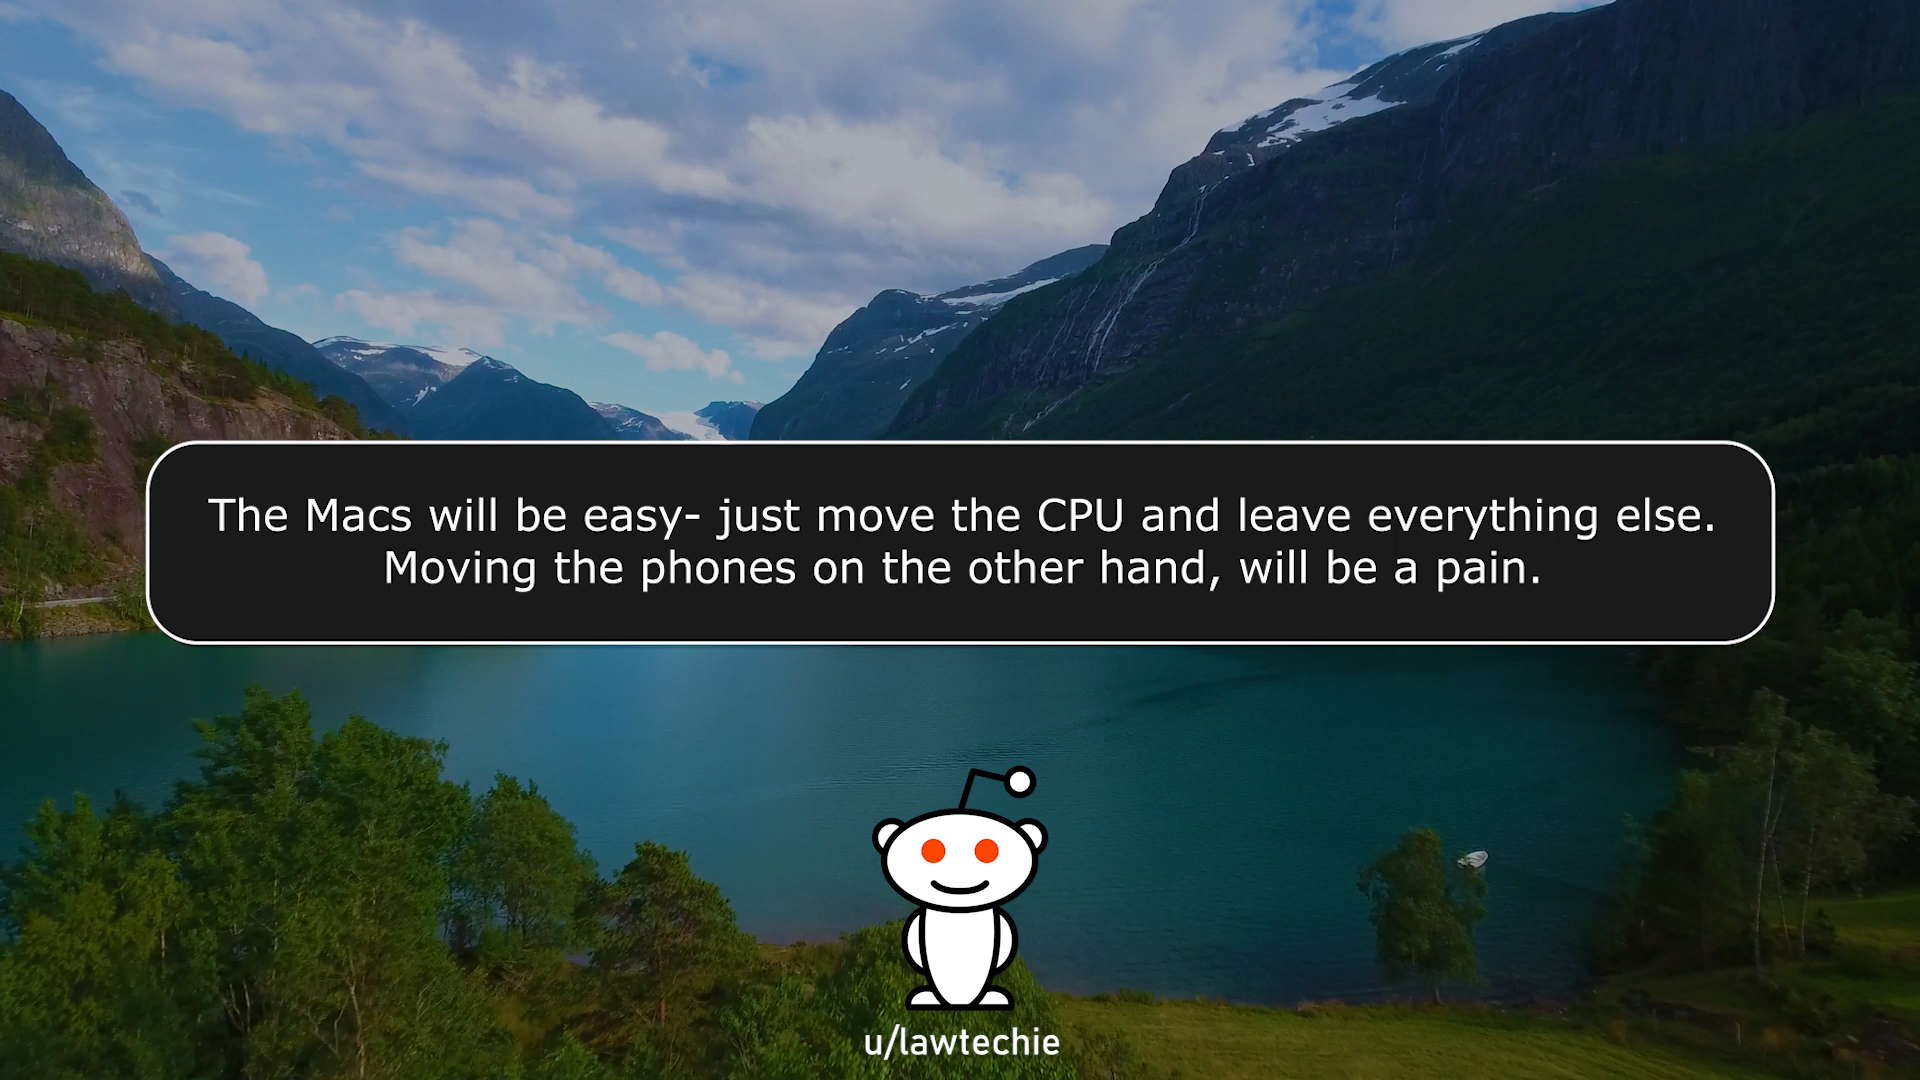 The Macs will be easy- just move the CPU and leave everything else.
Moving the phones on the other hand, will be a pain.
u/lawtechie